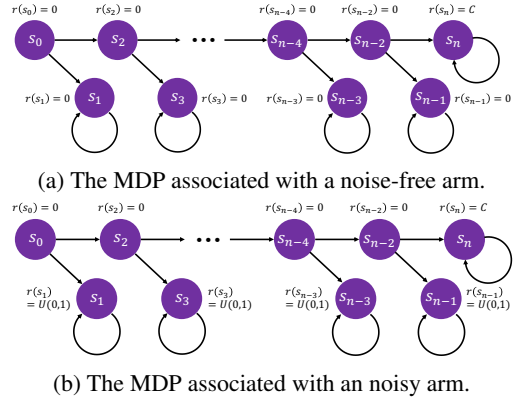 r(s₀) = 0 r(s₂) = 0 r(sₙ₋₄) = 0 r(sₙ₋₂) = 0 r(sₙ) = C
S₀ S₂ ••• Sₙ₋₄ Sₙ₋₂ Sₙ
r(s₁) = 0 S₁ S₃ r(s₃) = 0 r(sₙ₋₃) = 0 Sₙ₋₃ Sₙ₋₁ r(sₙ₋₁) = 0
(a) The MDP associated with a noise-free arm.
r(s₀) = 0 r(s₂) = 0 r(sₙ₋₄) = 0 r(sₙ₋₂) = 0 r(sₙ) = C
S₀ S₂ ••• Sₙ₋₄ Sₙ₋₂ Sₙ
r(s₁) r(s₃) r(sₙ₋₃) r(sₙ₋₁)
= U(0,1) S₁ S₃ = U(0,1) = U(0,1) Sₙ₋₃ Sₙ₋₁ = U(0,1)
(b) The MDP associated with an noisy arm.